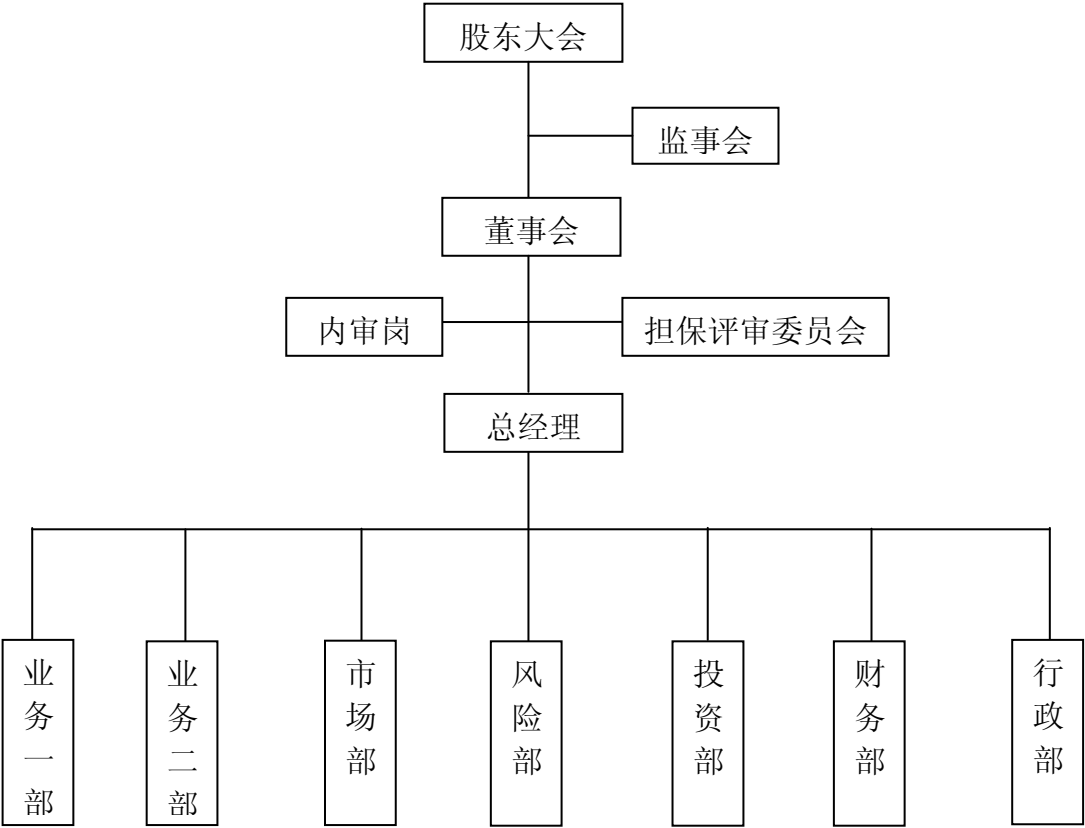 股东大会
监事会
董事会
内审岗
担保评审委员会
总经理
业务一部
业务二部
市场部
风险部
投资部
财务部
行政部